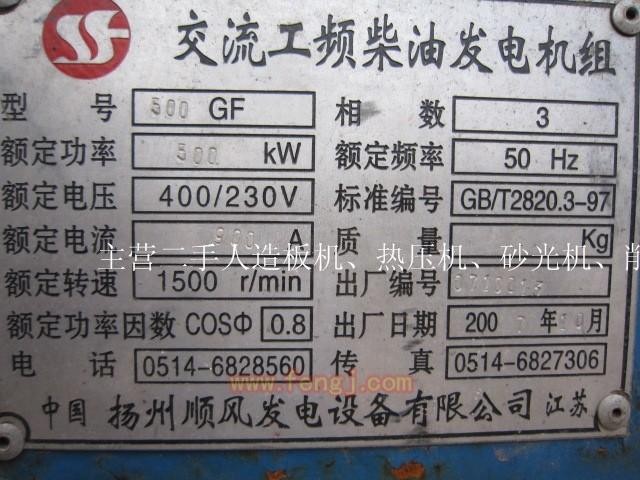 SSF
交流工频柴油发电机组
型 号 500 GF 相 数 3
额定功率 500 kW 额定频率 50 Hz
额定电压 400/230V 标准编号 GB/T2820.3-97
额定电流 A 质 量 Kg
主营二手人造板机、热压机、砂光机、削
额定转速 1500 r/min 出厂编号
额定功率因数 COSΦ 0.8 出厂日期 200 7 年 10 月
电 话 0514-6828560 传 真 0514-6827306
www.fengj.com
中国 扬州顺风发电设备有限公司 江苏